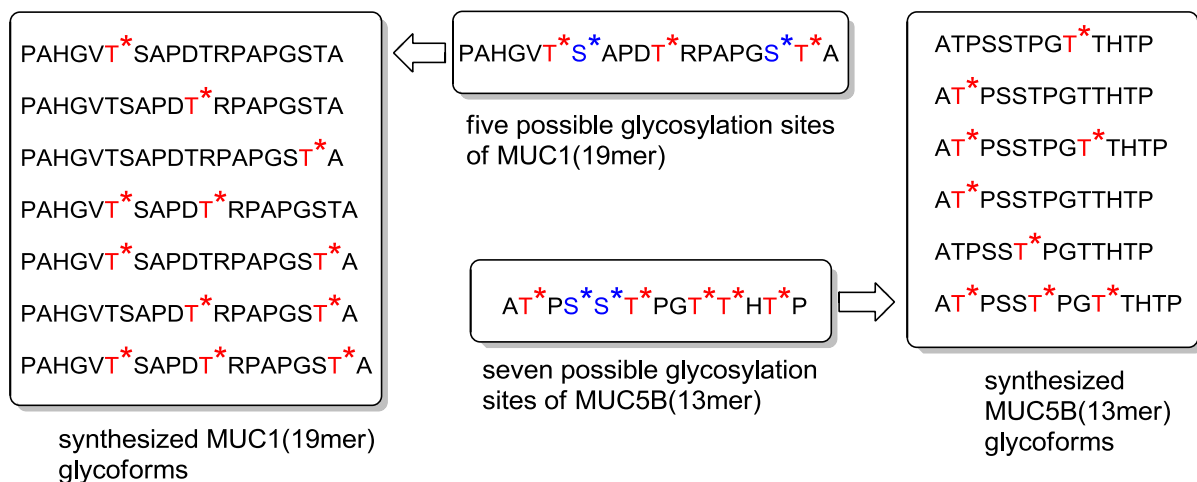 PAHGVT*SAPDTRPAPGSTA
PAHGVTSAPDT*RPAPGSTA
PAHGVTSAPDTRPAPGST*A
PAHGVT*SAPDT*RPAPGSTA
PAHGVT*SAPDTRPAPGST*A
PAHGVTSAPDT*RPAPGST*A
PAHGVT*SAPDT*RPAPGST*A
synthesized MUC1(19mer)
glycoforms
PAHGVT*S*APDT*RPAPGS*T*A
five possible glycosylation sites
of MUC1(19mer)
AT*PS*S*T*PGT*T*HT*P
seven possible glycosylation
sites of MUC5B(13mer)
ATPSSTPGT*THTP
AT*PSSTPGTTHTP
AT*PSSTPGT*THTP
AT*PSSTPGTTHTP
ATPSST*PGTTHTP
AT*PSST*PGT*THTP
synthesized
MUC5B(13mer)
glycoforms